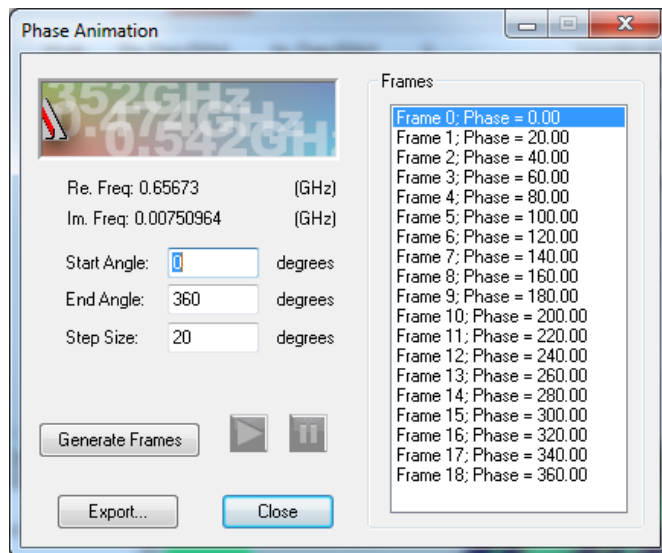 Phase Animation
352GHz
0.474GHz
0.542GHz
Re. Freq: 0.65673 (GHz)
Im. Freq: 0.00750964 (GHz)
Start Angle: 0 degrees
End Angle: 360 degrees
Step Size: 20 degrees
Generate Frames
Export...
Close
Frames
Frame 0; Phase = 0.00
Frame 1; Phase = 20.00
Frame 2; Phase = 40.00
Frame 3; Phase = 60.00
Frame 4; Phase = 80.00
Frame 5; Phase = 100.00
Frame 6; Phase = 120.00
Frame 7; Phase = 140.00
Frame 8; Phase = 160.00
Frame 9; Phase = 180.00
Frame 10; Phase = 200.00
Frame 11; Phase = 220.00
Frame 12; Phase = 240.00
Frame 13; Phase = 260.00
Frame 14; Phase = 280.00
Frame 15; Phase = 300.00
Frame 16; Phase = 320.00
Frame 17; Phase = 340.00
Frame 18; Phase = 360.00